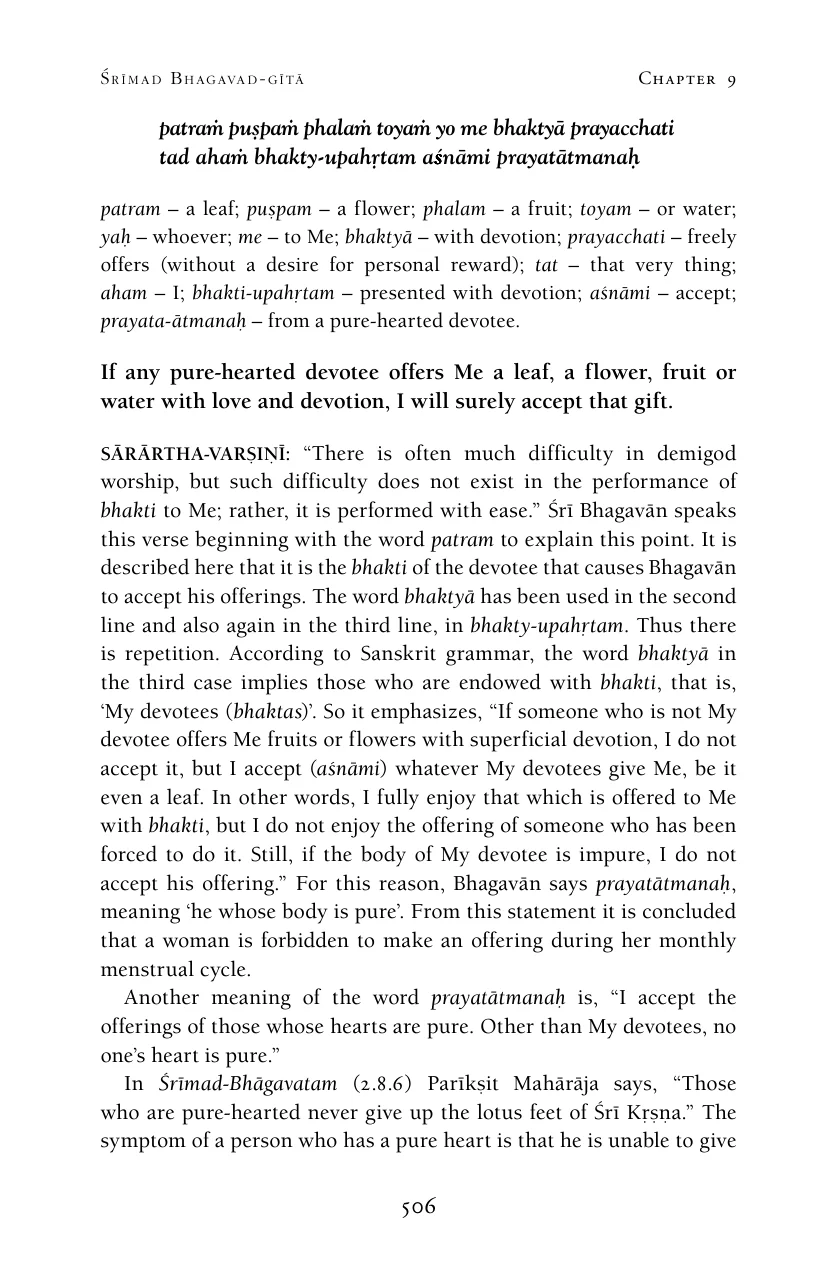 Śrīmad Bhagavad-gītā Chapter 9
patraṁ puṣpaṁ phalaṁ toyaṁ yo me bhaktyā prayacchati
tad ahaṁ bhakty-upahṛtam aśnāmi prayatātmanaḥ
patram – a leaf; puṣpam – a flower; phalam – a fruit; toyam – or water;
yaḥ – whoever; me – to Me; bhaktyā – with devotion; prayacchati – freely
offers (without a desire for personal reward); tat – that very thing;
aham – I; bhakti-upahṛtam – presented with devotion; aśnāmi – accept;
prayata-ātmanaḥ – from a pure-hearted devotee.
If any pure-hearted devotee offers Me a leaf, a flower, fruit or
water with love and devotion, I will surely accept that gift.
SĀRĀRTHA-VARṢIṆĪ: “There is often much difficulty in demigod
worship, but such difficulty does not exist in the performance of
bhakti to Me; rather, it is performed with ease.” Śrī Bhagavān speaks
this verse beginning with the word patram to explain this point. It is
described here that it is the bhakti of the devotee that causes Bhagavān
to accept his offerings. The word bhaktyā has been used in the second
line and also again in the third line, in bhakty-upahṛtam. Thus there
is repetition. According to Sanskrit grammar, the word bhaktyā in
the third case implies those who are endowed with bhakti, that is,
‘My devotees (bhaktas)’. So it emphasizes, “If someone who is not My
devotee offers Me fruits or flowers with superficial devotion, I do not
accept it, but I accept (aśnāmi) whatever My devotees give Me, be it
even a leaf. In other words, I fully enjoy that which is offered to Me
with bhakti, but I do not enjoy the offering of someone who has been
forced to do it. Still, if the body of My devotee is impure, I do not
accept his offering.” For this reason, Bhagavān says prayatātmanaḥ,
meaning ‘he whose body is pure’. From this statement it is concluded
that a woman is forbidden to make an offering during her monthly
menstrual cycle.
Another meaning of the word prayatātmanaḥ is, “I accept the
offerings of those whose hearts are pure. Other than My devotees, no
one’s heart is pure.”
In Śrīmad-Bhāgavatam (2.8.6) Parīkṣit Mahārāja says, “Those
who are pure-hearted never give up the lotus feet of Śrī Kṛṣṇa.” The
symptom of a person who has a pure heart is that he is unable to give
506